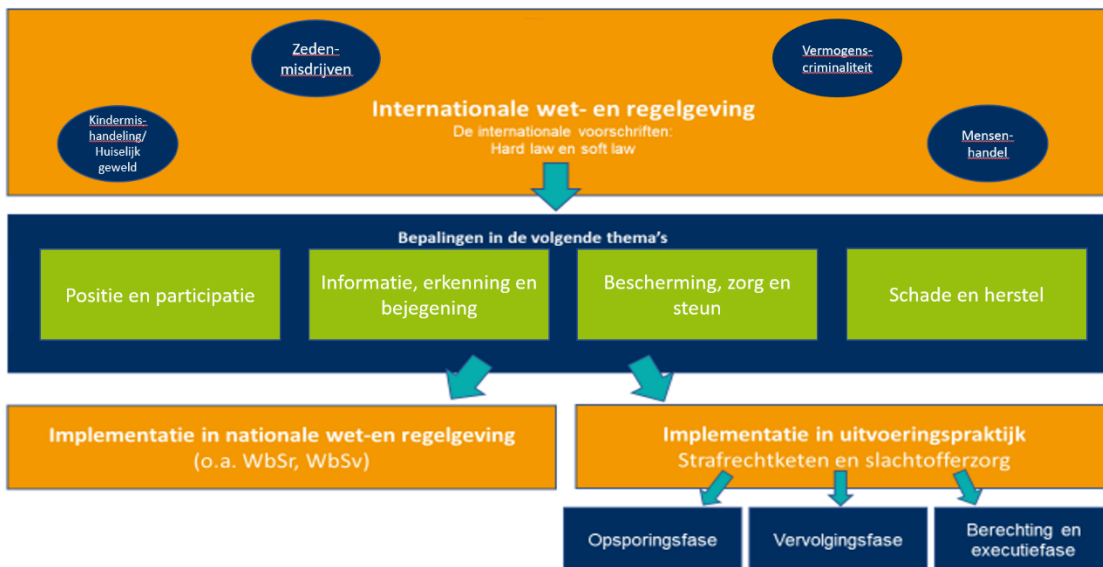 Zeden-
misdrijven
Vermogens-
criminaliteit
Kindermis-
handeling/
Huiselijk
geweld
Internationale wet- en regelgeving
De internationale voorschriften:
Hard law en soft law
Mensen-
handel
Bepalingen in de volgende thema's
Positie en participatie
Informatie, erkenning en
bejegening
Bescherming, zorg en
steun
Schade en herstel
Implementatie in nationale wet-en regelgeving
(o.a. WbSr, WbSv)
Implementatie in uitvoeringspraktijk
Strafrechtketen en slachtofferzorg
Opsporingsfase
Vervolgingsfase
Berechting en
executiefase